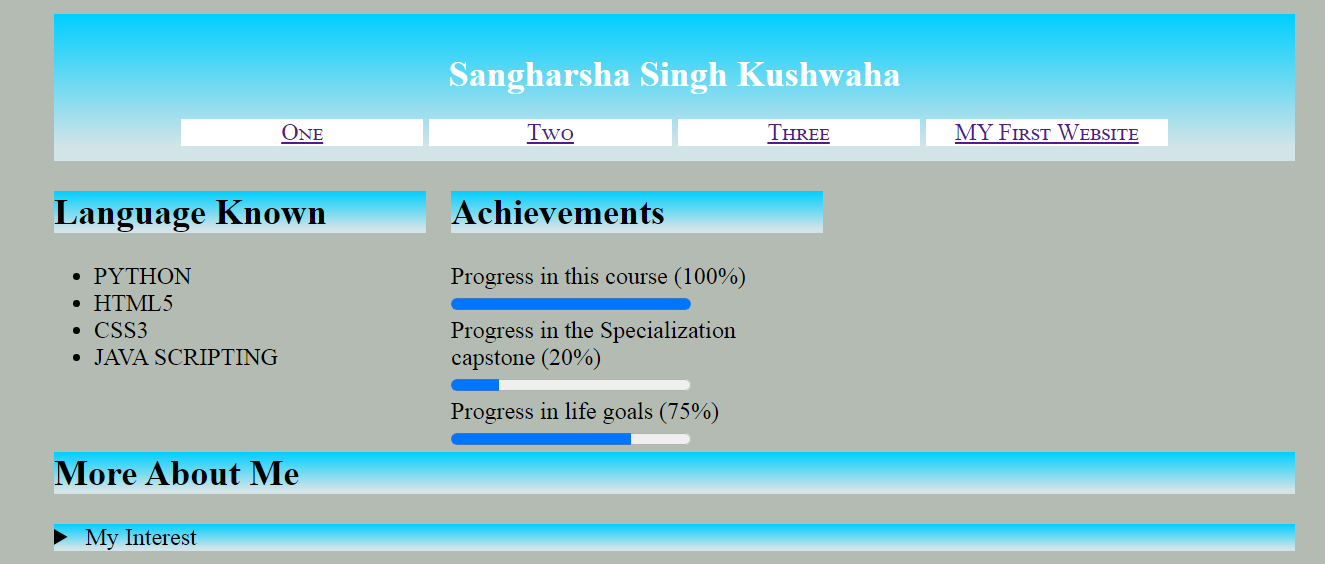 Sangharsha Singh Kushwaha
One Two Three MY First Website
Language Known
PYTHON
HTML5
CSS3
JAVA SCRIPTING
Achievements
Progress in this course (100%)
Progress in the Specialization
capstone (20%)
Progress in life goals (75%)
More About Me
My Interest